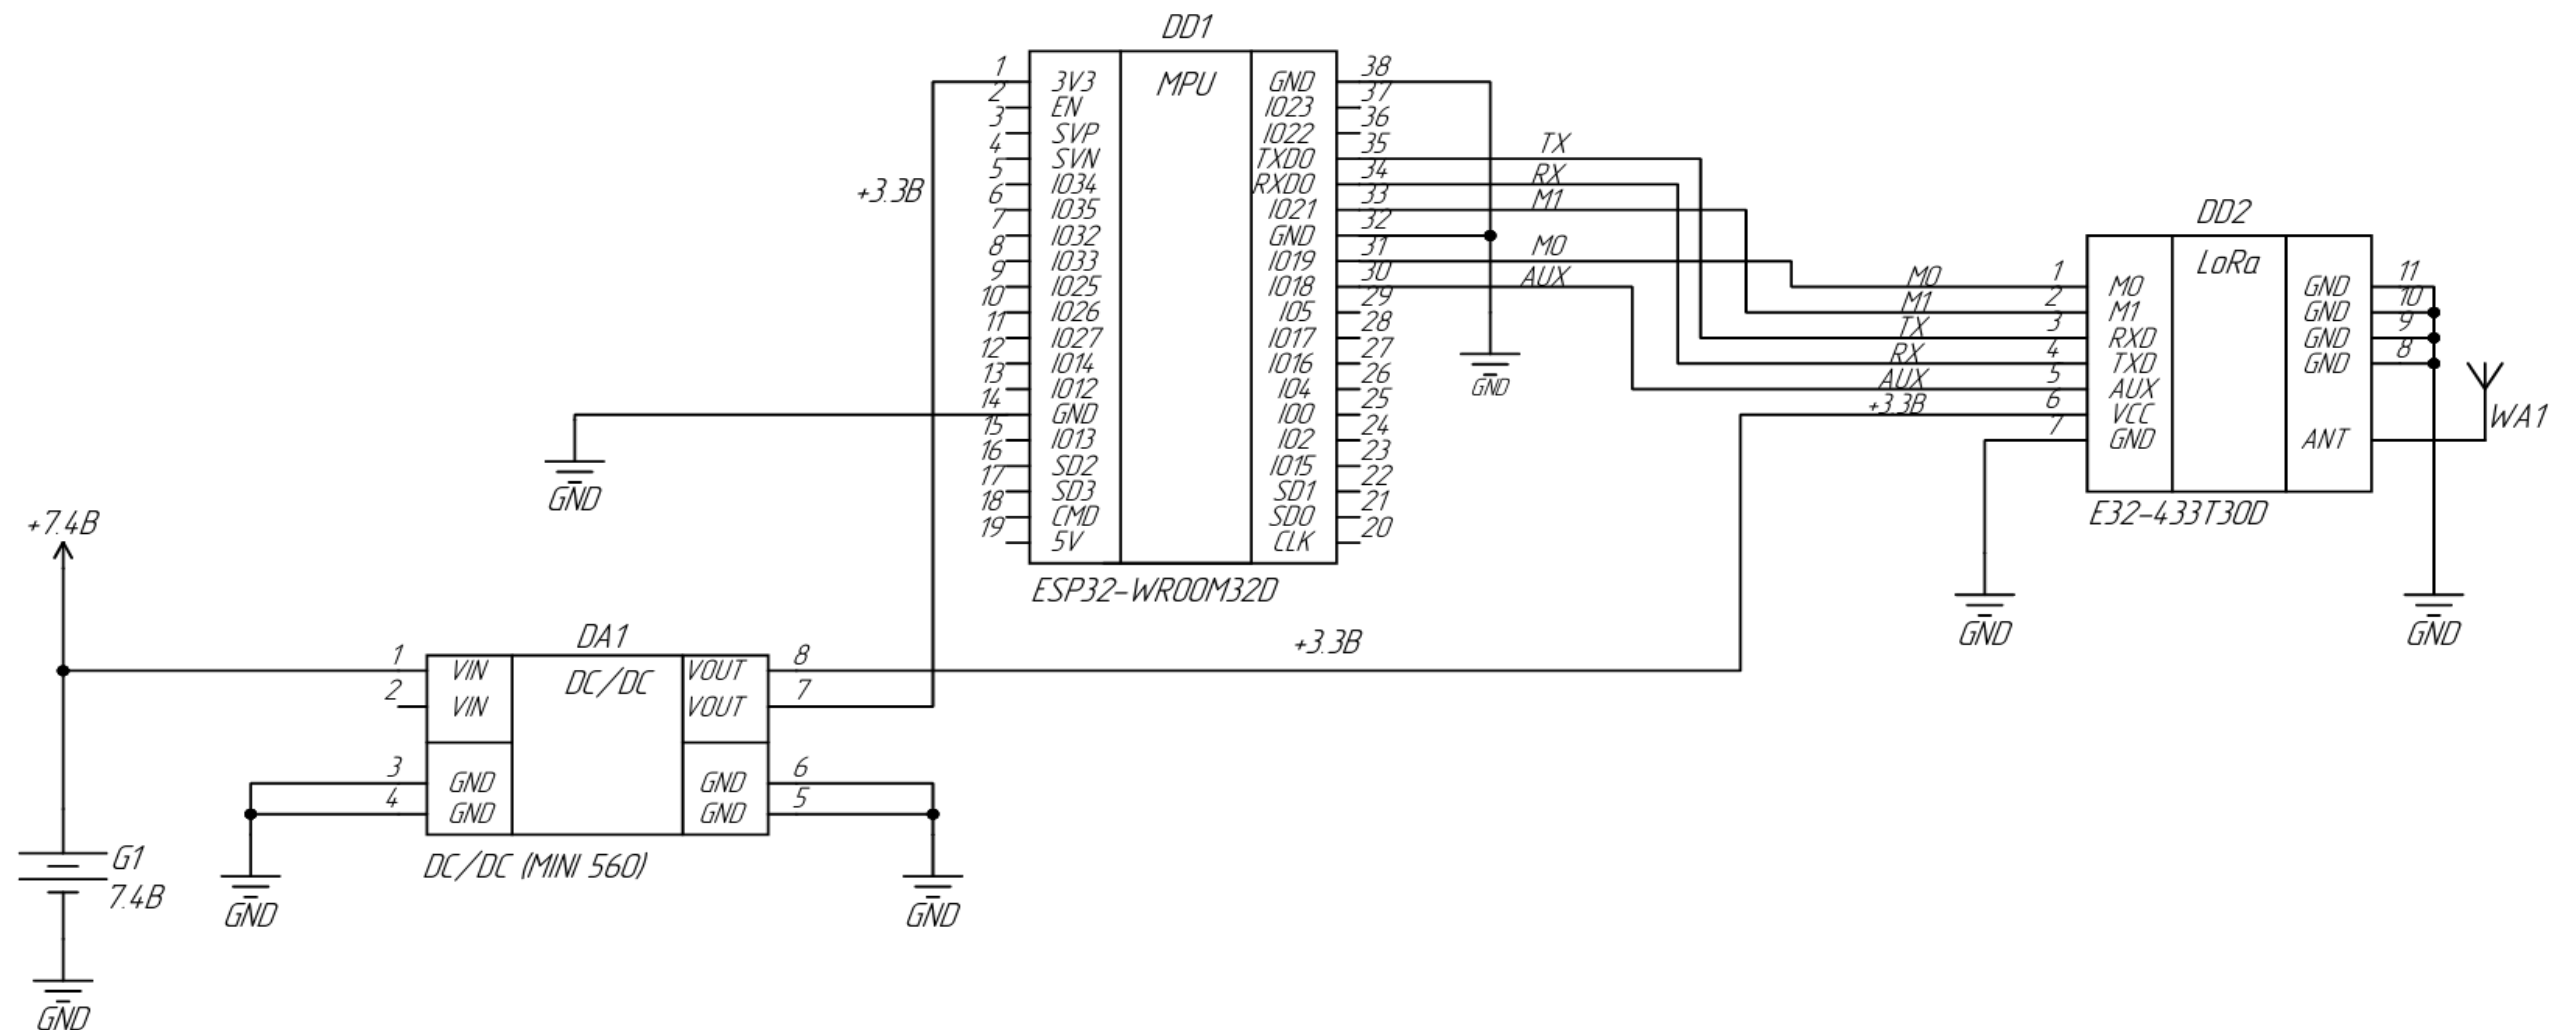 DD1
MPU
1 3V3
2 EN
3 SVP
4 SVN
5 IO34
6 IO35
7 IO32
8 IO33
9 IO25
10 IO26
11 IO27
12 IO14
13 IO12
14 GND
15 IO13
16 SD2
17 SD3
18 CMD
19 5V
GND 38
IO23 37
IO22 36
TXD0 35
RXD0 34
IO21 33
GND 32
IO19 31
IO18 30
IO5 29
IO17 28
IO16 27
IO4 26
IO0 25
IO2 24
IO15 23
SD1 22
SD0 21
CLK 20
ESP32-WROOM32D
+3.3В
GND
TX
RX
M1
M0
AUX
GND
DD2
LoRa
M0 1 M0
M1 2 M1
TX 3 RXD
RX 4 TXD
AUX 5 AUX
+3.3В 6 VCC
7 GND
GND 11
GND 10
GND 9
GND 8
ANT
WA1
E32-433T30D
GND
GND
+7.4В
G1
7.4В
GND
DA1
DC/DC
1 VIN
2 VIN
3 GND
4 GND
VOUT 8
VOUT 7
GND 6
GND 5
DC/DC (MINI 560)
GND
GND
+3.3В